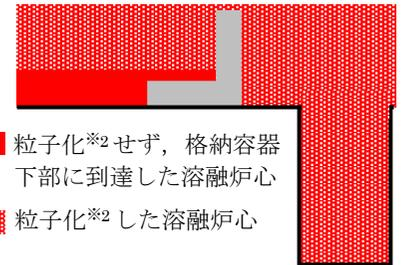 粒子化※2せず，格納容器
下部に到達した溶融炉心
粒子化※2した溶融炉心